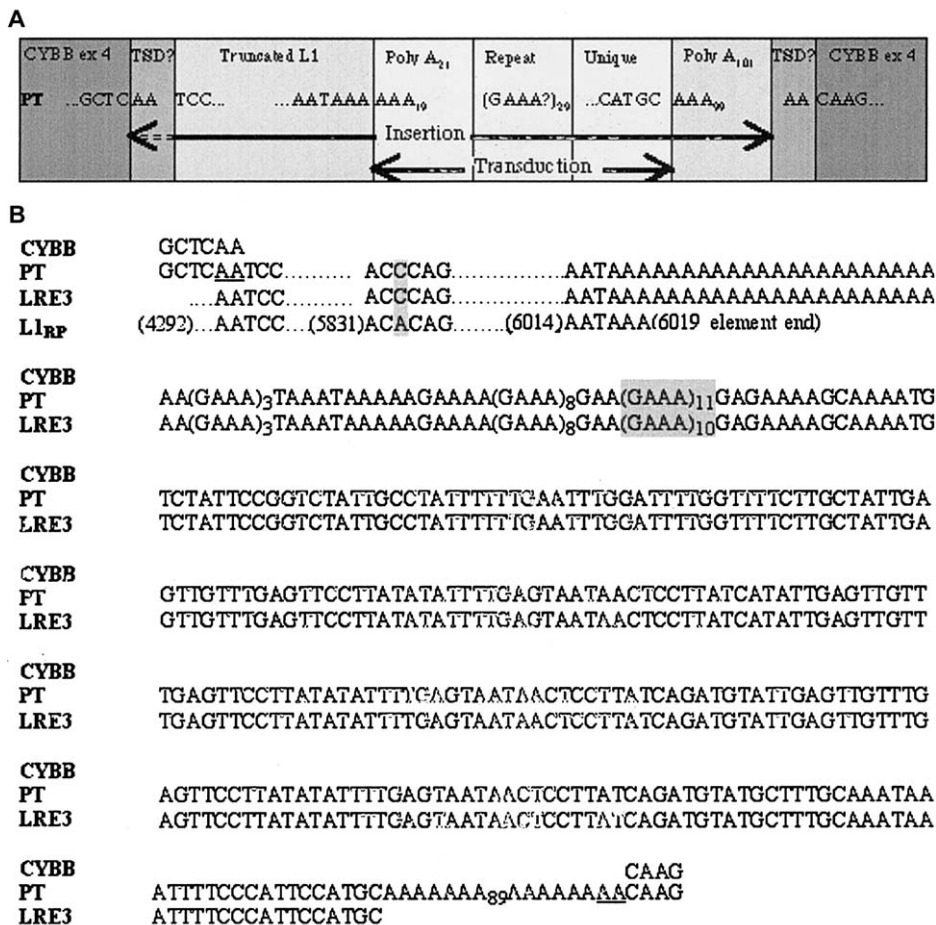 A
CYBB ex 4 TSD? Truncated L1 Poly A21 Repeat Unique Poly A101 TSD? CYBB ex 4
PT ...GCTC AA TCC... ...AATAAA AAA19 (GAAA?)29 ...CATGC AAA99 AA CAAG...
Insertion
Transduction
B
CYBB GCTCAA
PT GCTCAATCC........... ACCCAG.................AATAAAAAAAAAAAAAAAAAAAAAAAA
LRE3 ....AATCC........... ACCCAG.................AATAAAAAAAAAAAAAAAAAAAAAAAA
L1RP (4292)...AATCC...(5831)ACACAG.......(6014)AATAAA(6019 element end)
CYBB
PT AA(GAAA)3TAAATAAAAAGAAAA(GAAA)8GAA(GAAA)11GAGAAAAGCAAAATG
LRE3 AA(GAAA)3TAAATAAAAAGAAAA(GAAA)8GAA(GAAA)10GAGAAAAGCAAAATG
CYBB
PT TCTATTCCGGTCTATTGCCTATTTTTTGAATTTGGATTTTGGTTTTCTTGCTATTGA
LRE3 TCTATTCCGGTCTATTGCCTATTTTTTGAATTTGGATTTTGGTTTTCTTGCTATTGA
CYBB
PT GTTGTTTGAGTTCCTTATATATTTTGAGTAATAACTCCTTATCATATTGAGTTGTT
LRE3 GTTGTTTGAGTTCCTTATATATTTTGAGTAATAACTCCTTATCATATTGAGTTGTT
CYBB
PT TGAGTTCCTTATATATTTTGAGTAATAACTCCTTATCAGATGTATTGAGTTGTTTG
LRE3 TGAGTTCCTTATATATTTTGAGTAATAACTCCTTATCAGATGTATTGAGTTGTTTG
CYBB
PT AGTTCCTTATATATTTTGAGTAATAACTCCTTATCAGATGTATGCTTTGCAAATAA
LRE3 AGTTCCTTATATATTTTGAGTAATAACTCCTTATCAGATGTATGCTTTGCAAATAA
CYBB CAAG
PT ATTTTCCCATTCCATGCAAAAAAA89AAAAAAAACAAG
LRE3 ATTTTCCCATTCCATGC